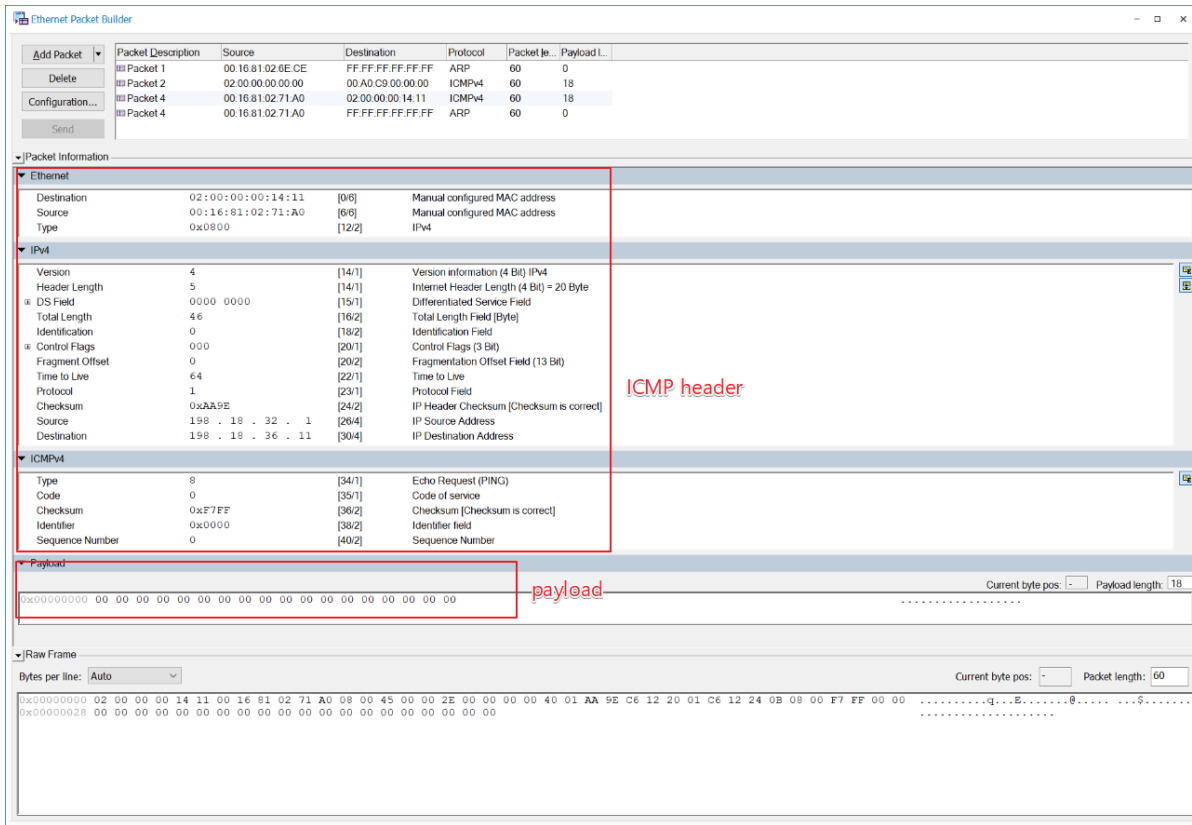 Ethernet Packet Builder
Add Packet
Delete
Configuration...
Send
Packet Description Source Destination Protocol Packet le... Payload l...
Packet 1 00:16:81:02:6E:CE FF:FF:FF:FF:FF:FF ARP 60 0
Packet 2 02:00:00:00:00:00 00:A0:C9:00:00:00 ICMPv4 60 18
Packet 4 00:16:81:02:71:A0 02:00:00:00:14:11 ICMPv4 60 18
Packet 4 00:16:81:02:71:A0 FF:FF:FF:FF:FF:FF ARP 60 0
Packet Information
Ethernet
Destination 02:00:00:00:14:11 [0/6] Manual configured MAC address
Source 00:16:81:02:71:A0 [6/6] Manual configured MAC address
Type 0x0800 [12/2] IPv4
IPv4
Version 4 [14/1] Version information (4 Bit) IPv4
Header Length 5 [14/1] Internet Header Length (4 Bit) = 20 Byte
DS Field 0000 0000 [15/1] Differentiated Service Field
Total Length 46 [16/2] Total Length Field [Byte]
Identification 0 [18/2] Identification Field
Control Flags 000 [20/1] Control Flags (3 Bit)
Fragment Offset 0 [20/2] Fragmentation Offset Field (13 Bit)
Time to Live 64 [22/1] Time to Live
Protocol 1 [23/1] Protocol Field
Checksum 0xAA9E [24/2] IP Header Checksum [Checksum is correct]
Source 198 . 18 . 32 . 1 [26/4] IP Source Address
Destination 198 . 18 . 36 . 11 [30/4] IP Destination Address
ICMP header
ICMPv4
Type 8 [34/1] Echo Request (PING)
Code 0 [35/1] Code of service
Checksum 0xF7FF [36/2] Checksum [Checksum is correct]
Identifier 0x0000 [38/2] Identifier field
Sequence Number 0 [40/2] Sequence Number
Payload
payload
Current byte pos: - Payload length: 18
0x00000000 00 00 00 00 00 00 00 00 00 00 00 00 00 00 00 00 00 00 ..................
Raw Frame
Bytes per line: Auto Current byte pos: - Packet length: 60
0x00000000 02 00 00 00 14 11 00 16 81 02 71 A0 08 00 45 00 00 2E 00 00 00 00 40 01 AA 9E C6 12 20 01 C6 12 24 0B 08 00 F7 FF 00 00 ..........q...E.......@..... ...$.......
0x00000028 00 00 00 00 00 00 00 00 00 00 00 00 00 00 00 00 00 00 00 00 ....................